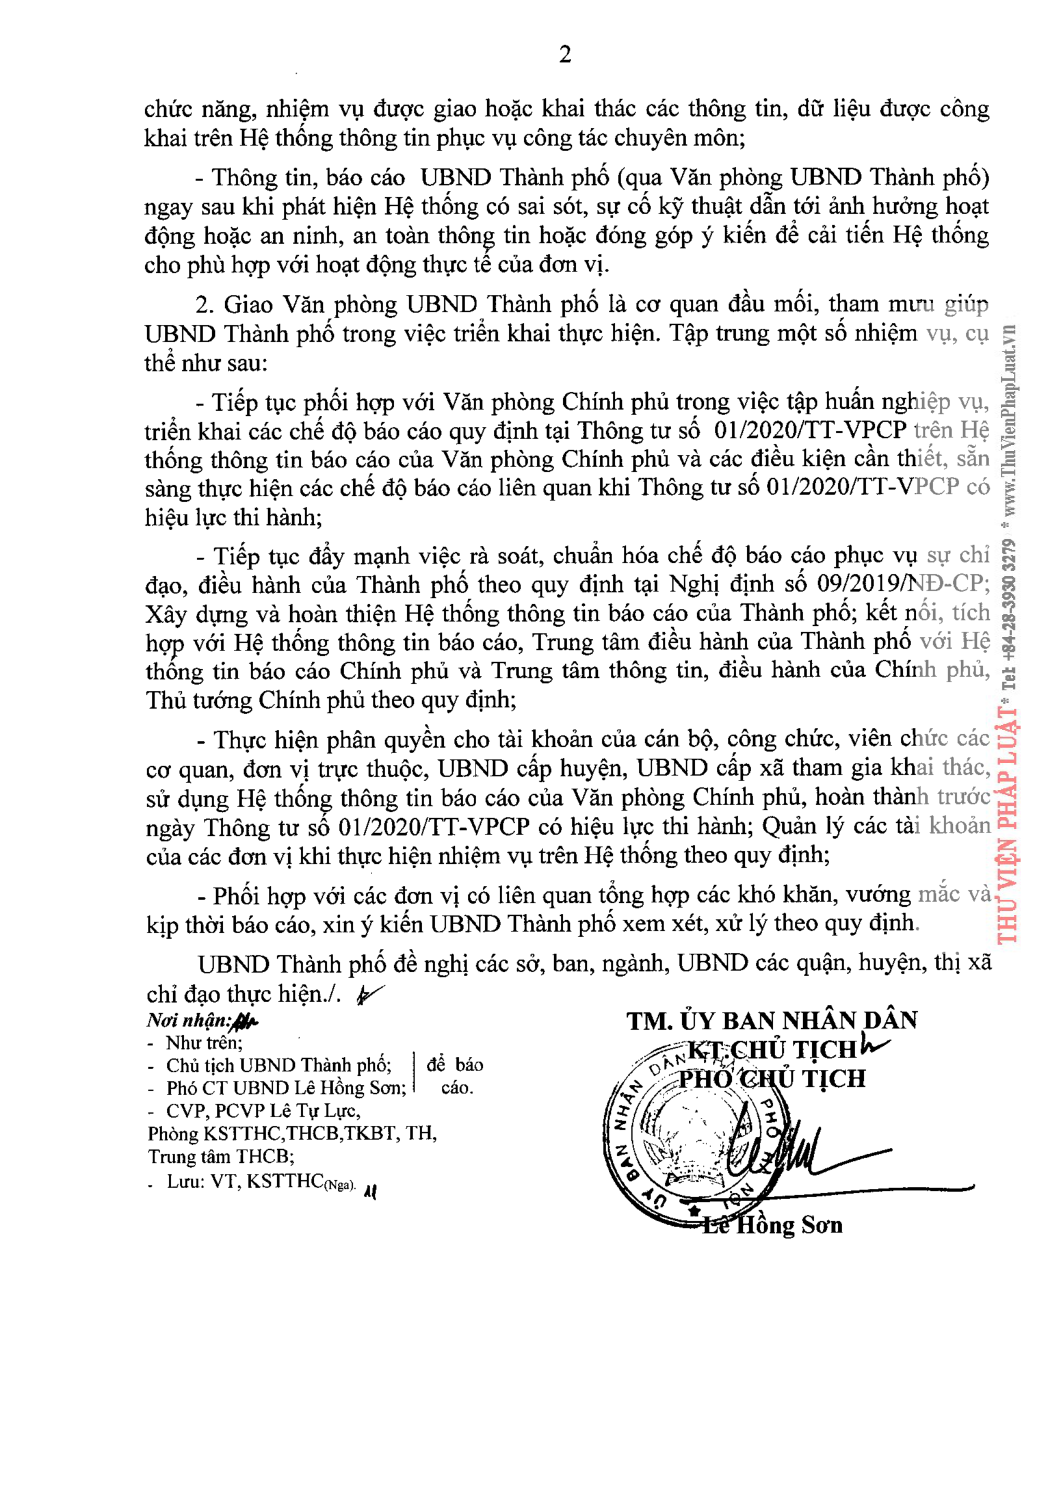 2
chức năng, nhiệm vụ được giao hoặc khai thác các thông tin, dữ liệu được công
khai trên Hệ thống thông tin phục vụ công tác chuyên môn;
- Thông tin, báo cáo UBND Thành phố (qua Văn phòng UBND Thành phố)
ngay sau khi phát hiện Hệ thống có sai sót, sự cố kỹ thuật dẫn tới ảnh hưởng hoạt
động hoặc an ninh, an toàn thông tin hoặc đóng góp ý kiến để cải tiến Hệ thống
cho phù hợp với hoạt động thực tế của đơn vị.
2. Giao Văn phòng UBND Thành phố là cơ quan đầu mối, tham mưu giúp
UBND Thành phố trong việc triển khai thực hiện. Tập trung một số nhiệm vụ, cụ
thể như sau:
- Tiếp tục phối hợp với Văn phòng Chính phủ trong việc tập huấn nghiệp vụ,
triển khai các chế độ báo cáo quy định tại Thông tư số 01/2020/TT-VPCP trên Hệ
thống thông tin báo cáo của Văn phòng Chính phủ và các điều kiện cần thiết, sẵn
sàng thực hiện các chế độ báo cáo liên quan khi Thông tư số 01/2020/TT-VPCP có
hiệu lực thi hành;
- Tiếp tục đẩy mạnh việc rà soát, chuẩn hóa chế độ báo cáo phục vụ sự chỉ
đạo, điều hành của Thành phố theo quy định tại Nghị định số 09/2019/NĐ-CP;
Xây dựng và hoàn thiện Hệ thống thông tin báo cáo của Thành phố; kết nối, tích
hợp với Hệ thống thông tin báo cáo, Trung tâm điều hành của Thành phố với Hệ
thống tin báo cáo Chính phủ và Trung tâm thông tin, điều hành của Chính phủ,
Thủ tướng Chính phủ theo quy định;
- Thực hiện phân quyền cho tài khoản của cán bộ, công chức, viên chức các
cơ quan, đơn vị trực thuộc, UBND cấp huyện, UBND cấp xã tham gia khai thác,
sử dụng Hệ thống thông tin báo cáo của Văn phòng Chính phủ, hoàn thành trước
ngày Thông tư số 01/2020/TT-VPCP có hiệu lực thi hành; Quản lý các tài khoản
của các đơn vị khi thực hiện nhiệm vụ trên Hệ thống theo quy định;
- Phối hợp với các đơn vị có liên quan tổng hợp các khó khăn, vướng mắc và
kịp thời báo cáo, xin ý kiến UBND Thành phố xem xét, xử lý theo quy định.
UBND Thành phố đề nghị các sở, ban, ngành, UBND các quận, huyện, thị xã
chỉ đạo thực hiện./.
Nơi nhận:
- Như trên;
- Chủ tịch UBND Thành phố; để báo
- Phó CT UBND Lê Hồng Sơn; cáo.
- CVP, PCVP Lê Tự Lực,
Phòng KSTTHC,THCB,TKBT, TH,
Trung tâm THCB;
- Lưu: VT, KSTTHC(Nga).
TM. ỦY BAN NHÂN DÂN
KT.CHỦ TỊCH
PHÓ CHỦ TỊCH
ỦY BAN NHÂN DÂN THÀNH PHỐ HÀ NỘI
Lê Hồng Sơn
THƯ VIỆN PHÁP LUẬT * Tel: +84-28-3930 3279 * www.ThuVienPhapLuat.vn